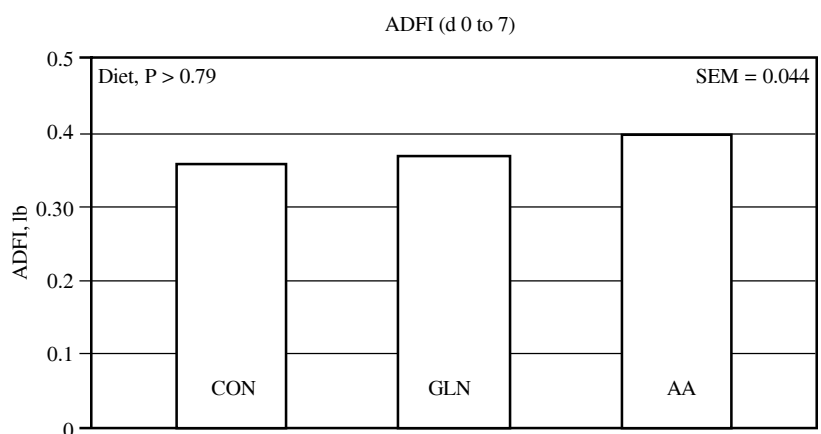 ADFI (d 0 to 7)
0.5
Diet, P > 0.79
SEM = 0.044
0.4
0.30
ADFI, lb
0.2
0.1
CON
GLN
AA
0